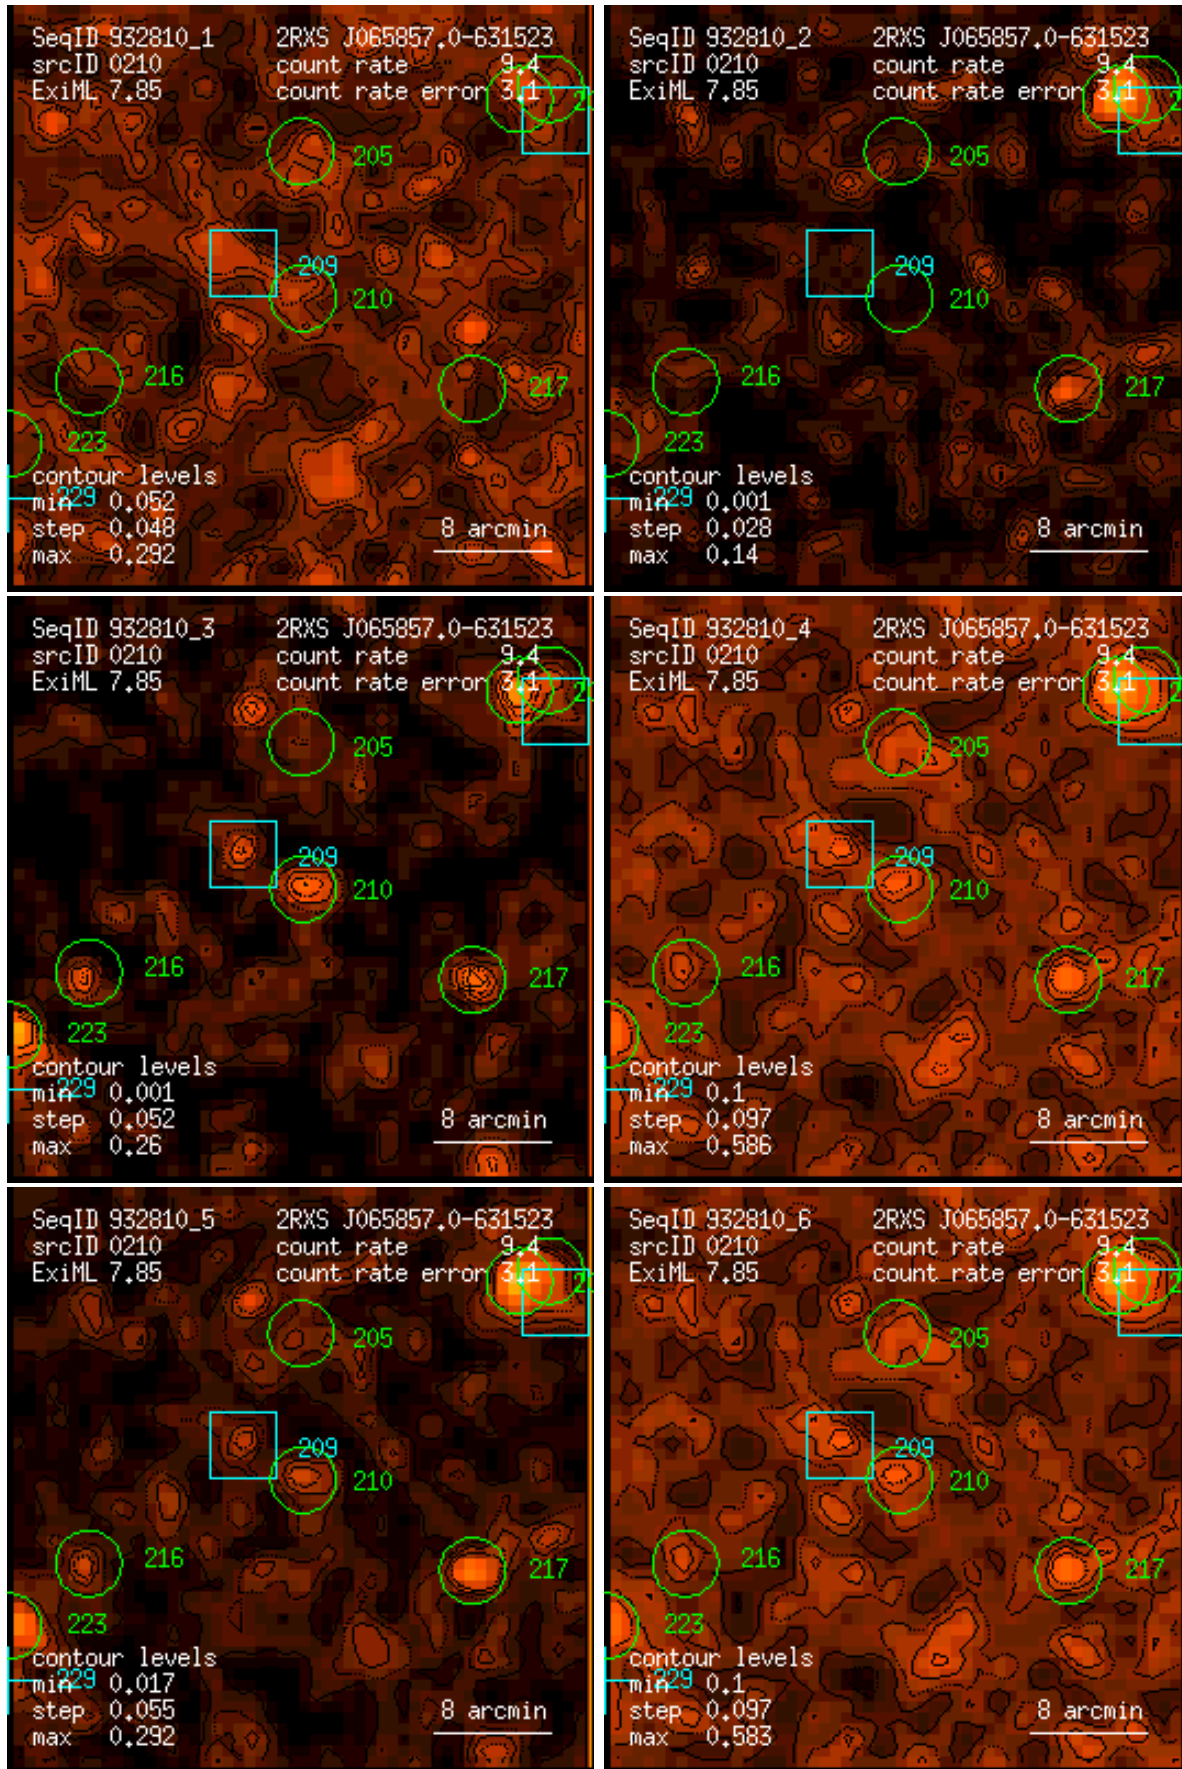 SeqID 932810_1 2RXS J065857.0-631523
srcID 0210 count rate 9.4
ExiML 7.85 count rate error 3.1
205
209
210
216
217
223
contour levels
min 0.052
229
step 0.048 8 arcmin
max 0.292
SeqID 932810_2 2RXS J065857.0-631523
srcID 0210 count rate 9.4
ExiML 7.85 count rate error 3.1
205
209
210
216
217
223
contour levels
min 0.001
229
step 0.028 8 arcmin
max 0.14
SeqID 932810_3 2RXS J065857.0-631523
srcID 0210 count rate 9.4
ExiML 7.85 count rate error 3.1
205
209
210
216
217
223
contour levels
min 0.001
229
step 0.052 8 arcmin
max 0.26
SeqID 932810_4 2RXS J065857.0-631523
srcID 0210 count rate 9.4
ExiML 7.85 count rate error 3.1
205
209
210
216
217
223
contour levels
min 0.1
229
step 0.097 8 arcmin
max 0.586
SeqID 932810_5 2RXS J065857.0-631523
srcID 0210 count rate 9.4
ExiML 7.85 count rate error 3.1
205
209
210
216
217
223
contour levels
min 0.017
229
step 0.055 8 arcmin
max 0.292
SeqID 932810_6 2RXS J065857.0-631523
srcID 0210 count rate 9.4
ExiML 7.85 count rate error 3.1
205
209
210
216
217
223
contour levels
min 0.1
229
step 0.097 8 arcmin
max 0.583